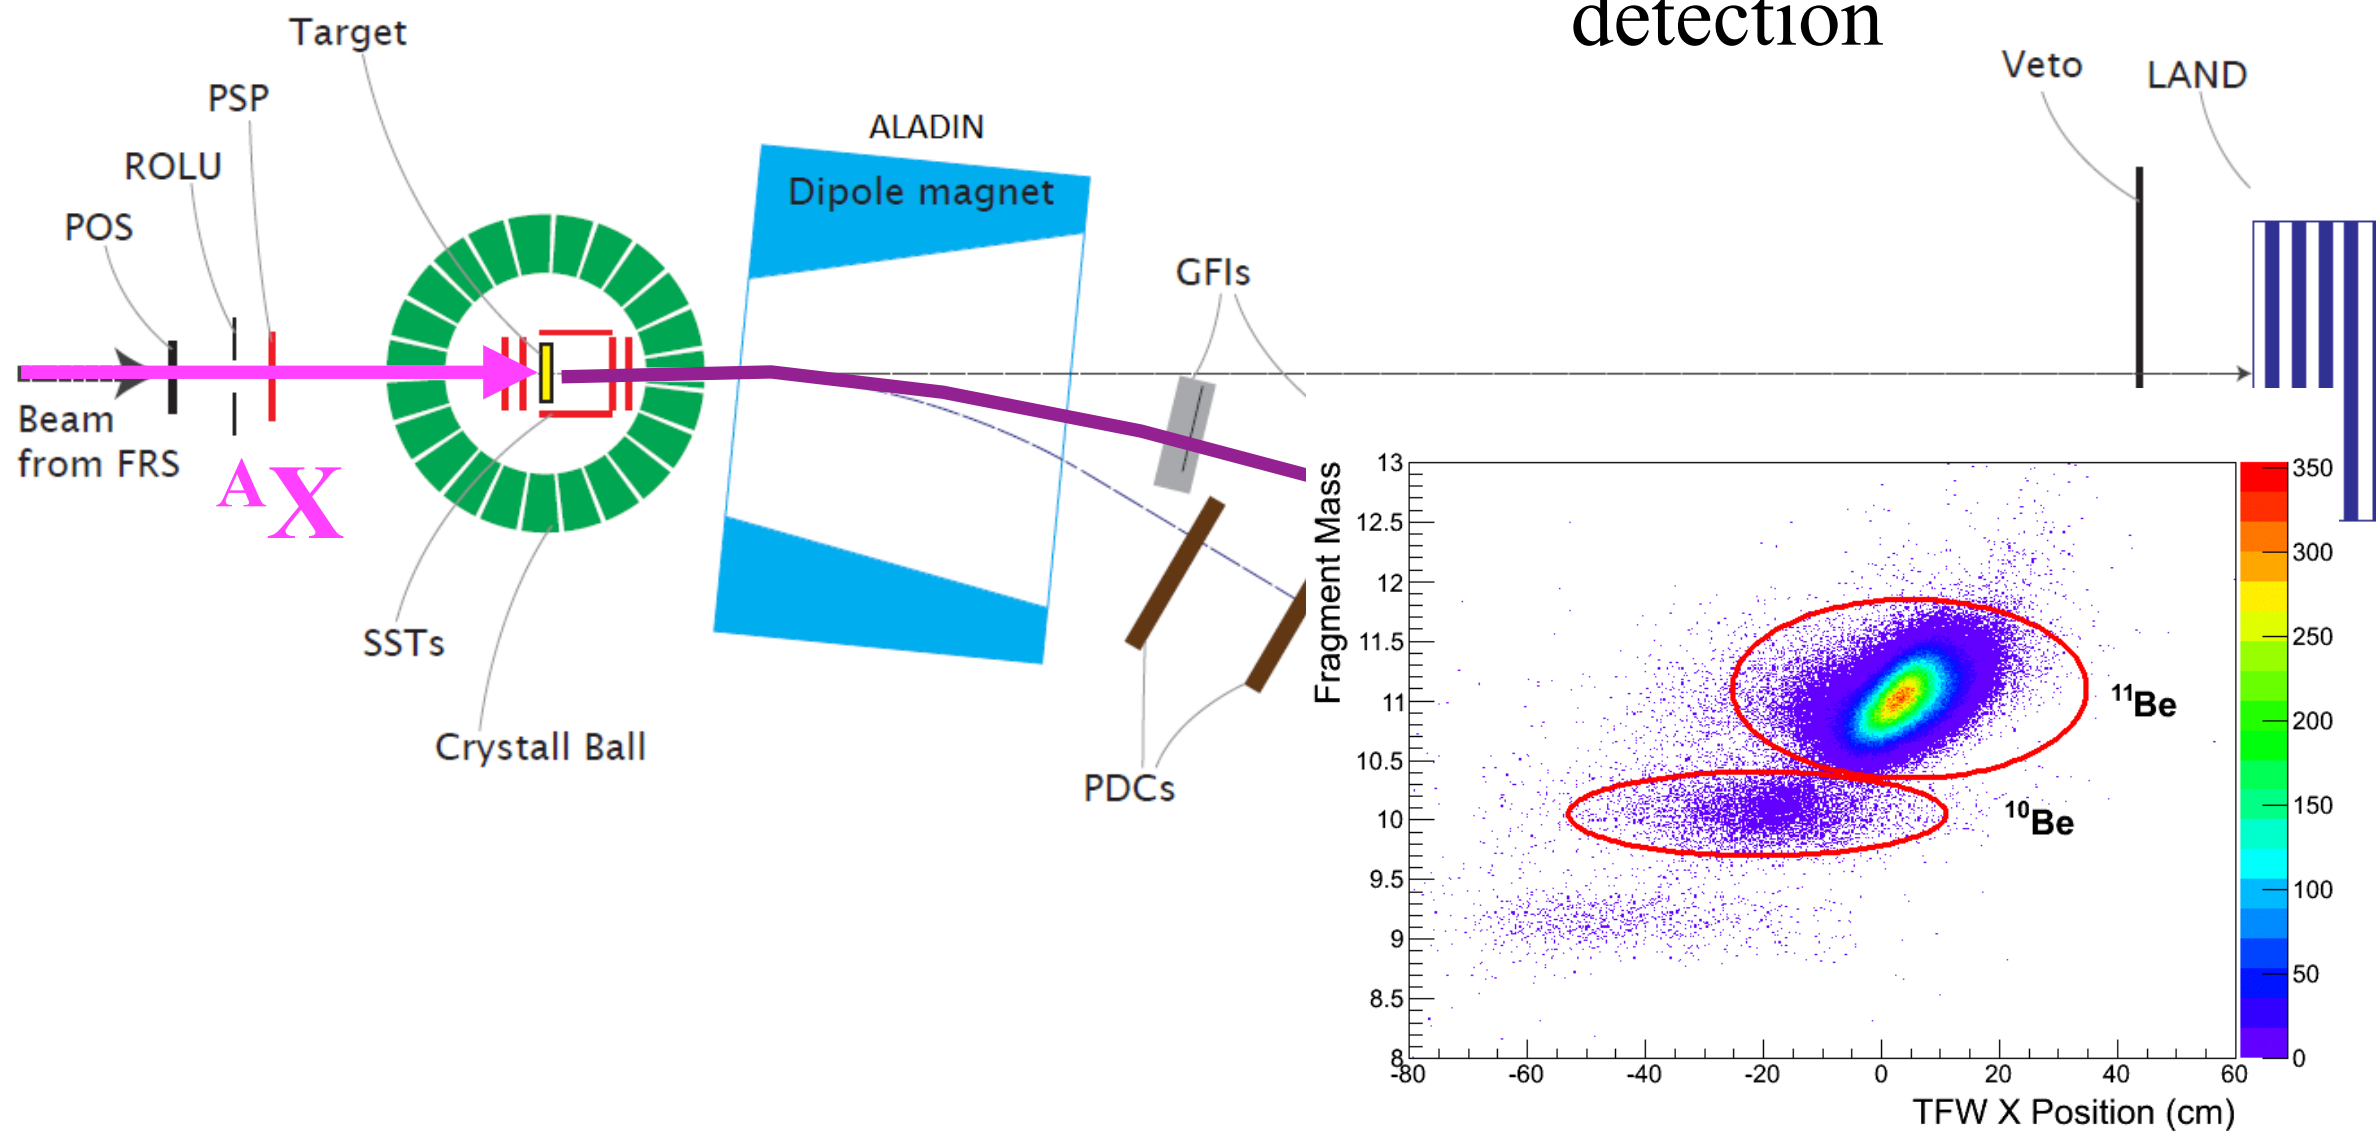 detection
Target
Veto
LAND
PSP
ALADIN
ROLU
Dipole magnet
POS
GFIs
Beam
from FRS
AX
SSTs
Crystall Ball
PDCs
Fragment Mass
13
12.5
12
11.5
11
10.5
10
9.5
9
8.5
8
11Be
10Be
350
300
250
200
150
100
50
0
-80 -60 -40 -20 0 20 40 60
TFW X Position (cm)